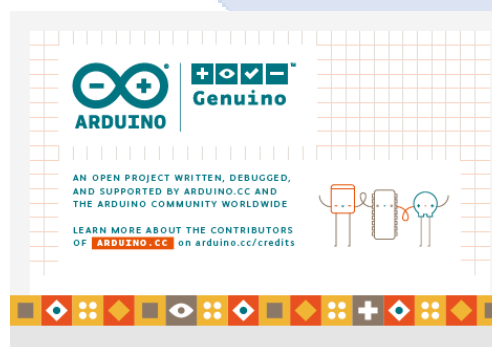 ARDUINO
Genuino™
AN OPEN PROJECT WRITTEN, DEBUGGED,
AND SUPPORTED BY ARDUINO.CC AND
THE ARDUINO COMMUNITY WORLDWIDE
LEARN MORE ABOUT THE CONTRIBUTORS
OF ARDUINO.CC on arduino.cc/credits